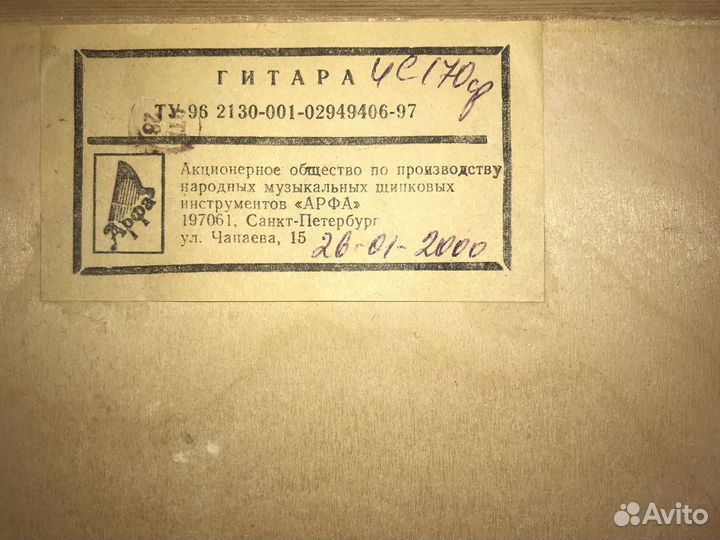 ГИТАРА ЧС170ф
ТУ 96 2130-001-02949406-97
Акционерное общество по производству
народных музыкальных щипковых
инструментов «АРФА»
197061, Санкт-Петербург
ул. Чапаева, 15 26-01-2000
Арфа
Avito